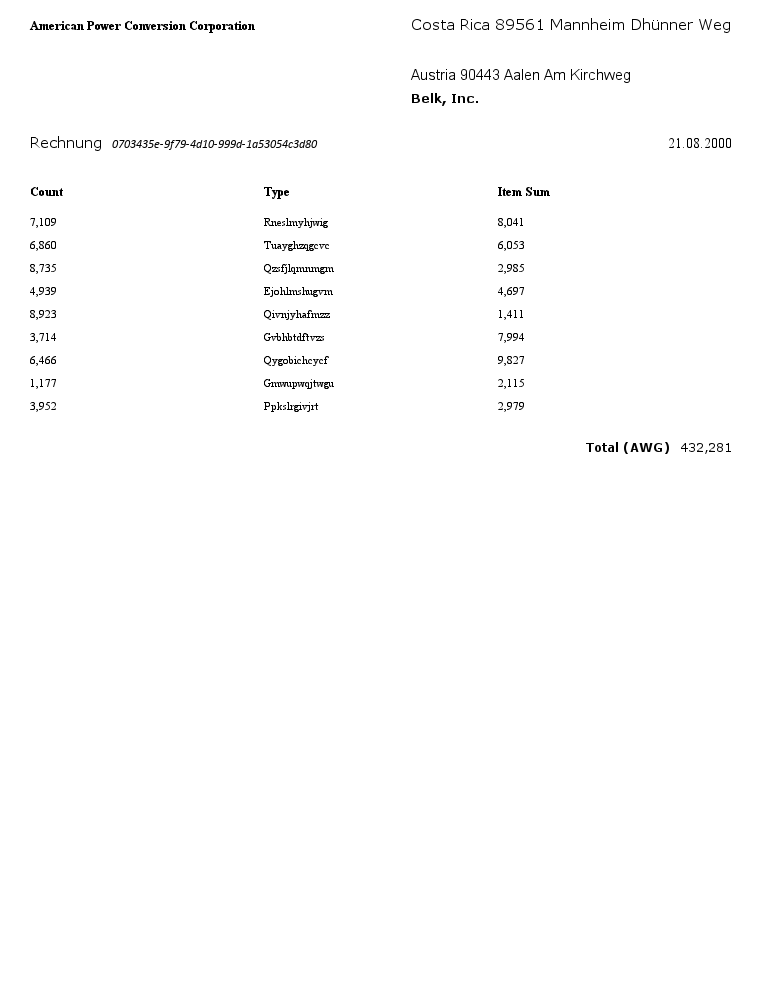 American Power Conversion Corporation
Costa Rica 89561 Mannheim Dhünner Weg
Austria 90443 Aalen Am Kirchweg
Belk, Inc.
Rechnung 0703435e-9f79-4d10-999d-1a53054c3d80 21.08.2000
Count Type Item Sum
7,109 Rneslmyhjwig 8,041
6,860 Tuayghzqgcvc 6,053
8,735 Qzsfjlqmnmgm 2,985
4,939 Ejohlmshugvm 4,697
8,923 Qivnjyhafmzz 1,411
3,714 Gvbhbtdftvzs 7,994
6,466 Qygobichcycf 9,827
1,177 Gmwupwqjtwgu 2,115
3,952 Ppkslrgivjrt 2,979
Total (AWG) 432,281